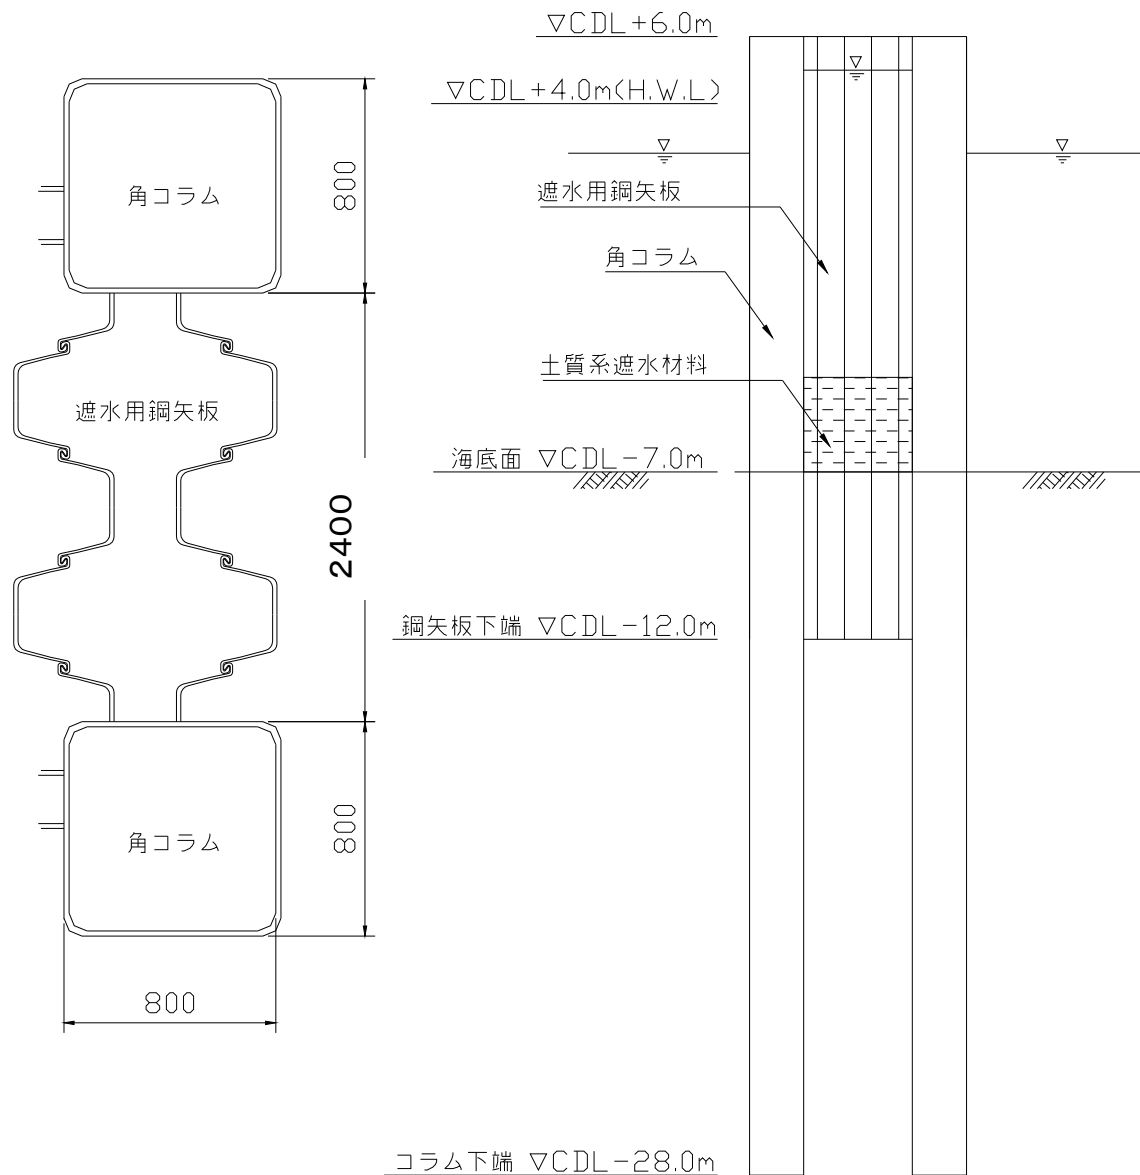 ▽CDL+6.0m
▽CDL+4.0m(H.W.L)
角コラム
800
遮水用鋼矢板
角コラム
土質系遮水材料
遮水用鋼矢板
海底面 ▽CDL-7.0m
2400
鋼矢板下端 ▽CDL-12.0m
角コラム
800
800
コラム下端 ▽CDL-28.0m